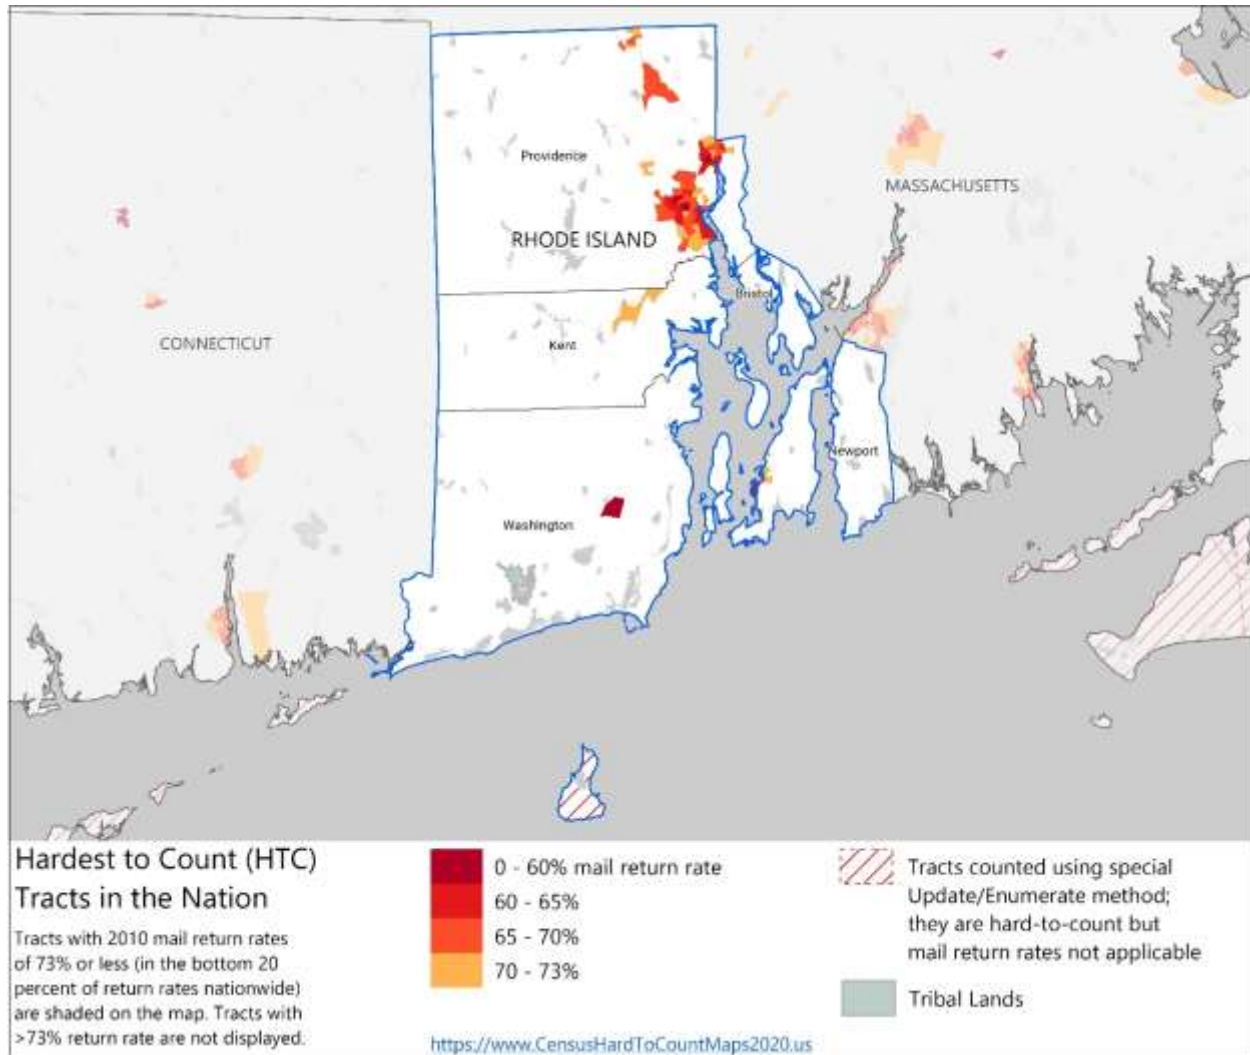 Providence
MASSACHUSETTS
RHODE ISLAND
Bristol
CONNECTICUT
Kent
Newport
Washington
Hardest to Count (HTC)
Tracts in the Nation
Tracts with 2010 mail return rates
of 73% or less (in the bottom 20
percent of return rates nationwide)
are shaded on the map. Tracts with
>73% return rate are not displayed.
0 - 60% mail return rate
60 - 65%
65 - 70%
70 - 73%
https://www.CensusHardToCountMaps2020.us
Tracts counted using special
Update/Enumerate method;
they are hard-to-count but
mail return rates not applicable
Tribal Lands